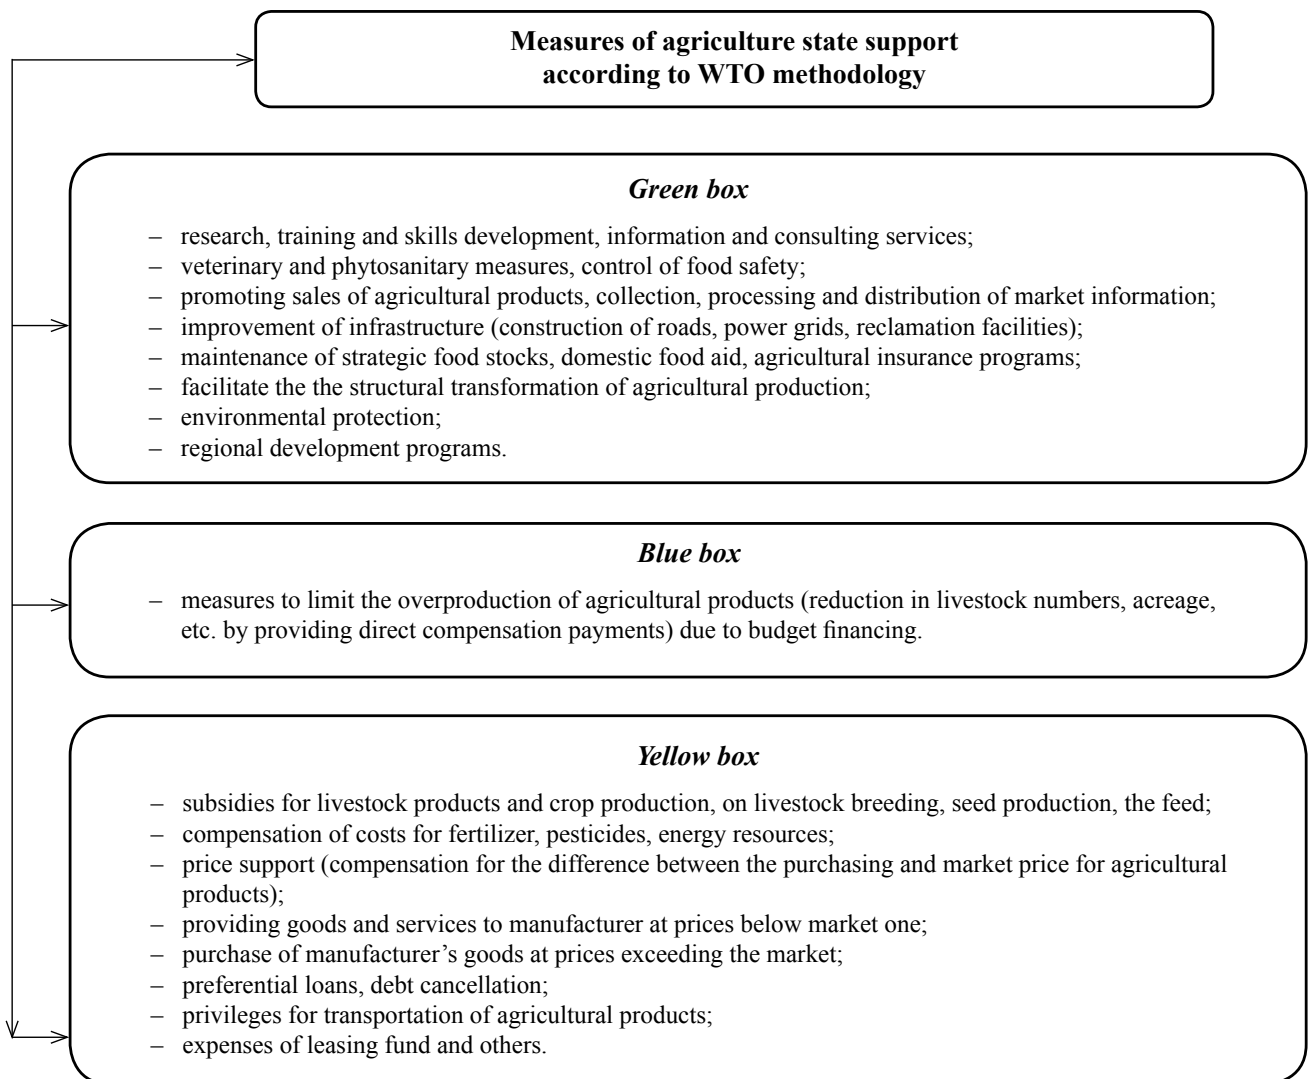 Measures of agriculture state support
according to WTO methodology
Green box
– research, training and skills development, information and consulting services;
– veterinary and phytosanitary measures, control of food safety;
– promoting sales of agricultural products, collection, processing and distribution of market information;
– improvement of infrastructure (construction of roads, power grids, reclamation facilities);
– maintenance of strategic food stocks, domestic food aid, agricultural insurance programs;
– facilitate the the structural transformation of agricultural production;
– environmental protection;
– regional development programs.
Blue box
– measures to limit the overproduction of agricultural products (reduction in livestock numbers, acreage,
etc. by providing direct compensation payments) due to budget financing.
Yellow box
– subsidies for livestock products and crop production, on livestock breeding, seed production, the feed;
– compensation of costs for fertilizer, pesticides, energy resources;
– price support (compensation for the difference between the purchasing and market price for agricultural
products);
– providing goods and services to manufacturer at prices below market one;
– purchase of manufacturer’s goods at prices exceeding the market;
– preferential loans, debt cancellation;
– privileges for transportation of agricultural products;
– expenses of leasing fund and others.